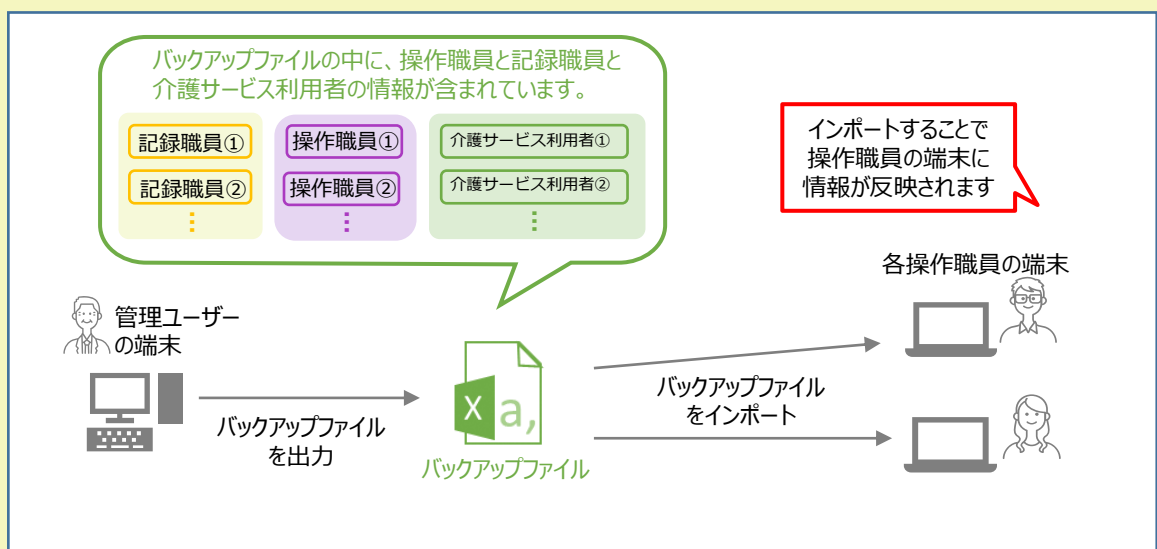 バックアップファイルの中に、操作職員と記録職員と
介護サービス利用者の情報が含まれています。
記録職員①
操作職員①
介護サービス利用者①
記録職員②
操作職員②
介護サービス利用者②
⋮
⋮
⋮
インポートすることで
操作職員の端末に
情報が反映されます
各操作職員の端末
管理ユーザー
の端末
バックアップファイル
を出力
X a,
バックアップファイル
バックアップファイル
をインポート